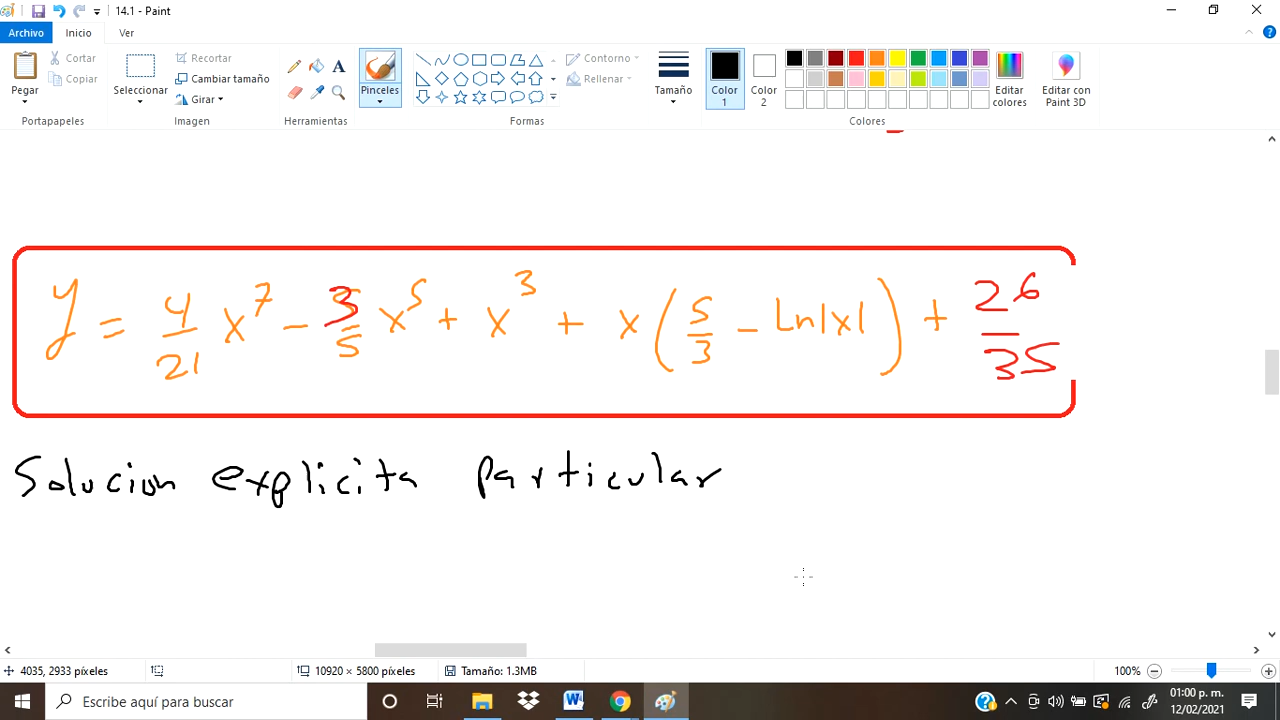 14.1 - Paint
Archivo Inicio Ver
Pegar
Cortar
Copiar
Portapapeles
Seleccionar
Recortar
Cambiar tamaño
Girar
Imagen
A
Herramientas
Pinceles
Contorno
Rellenar
Formas
Tamaño
Color 1
Color 2
Editar colores
Editar con Paint 3D
Colores
y = 4/21 x^7 - 3/5 x^5 + x^3 + x(5/3 - Ln|x|) + 26/35
Solucion explicita particular
4035, 2933 píxeles
10920 × 5800 píxeles
Tamaño: 1.3MB
100%
Escribe aquí para buscar
01:00 p. m.
12/02/2021